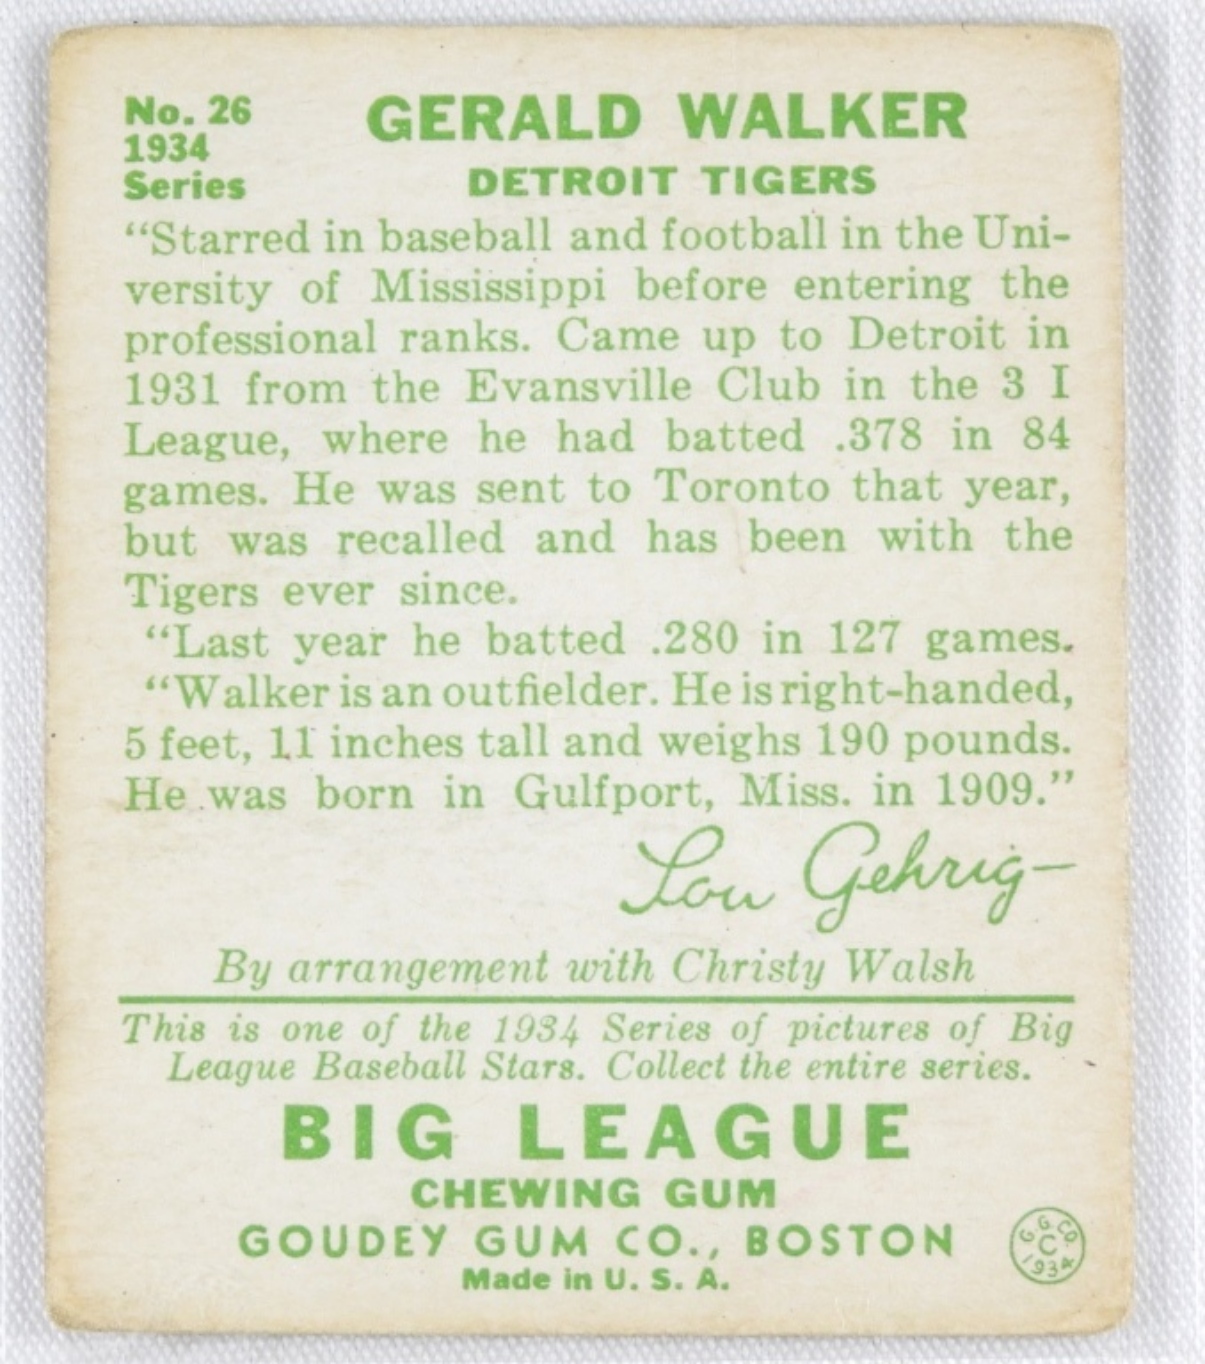 No. 26
1934
Series
GERALD WALKER
DETROIT TIGERS
“Starred in baseball and football in the Uni-
versity of Mississippi before entering the
professional ranks. Came up to Detroit in
1931 from the Evansville Club in the 3 I
League, where he had batted .378 in 84
games. He was sent to Toronto that year,
but was recalled and has been with the
Tigers ever since.
“Last year he batted .280 in 127 games.
“Walker is an outfielder. He is right-handed,
5 feet, 11 inches tall and weighs 190 pounds.
He was born in Gulfport, Miss. in 1909.”
Lou Gehrig
By arrangement with Christy Walsh
This is one of the 1934 Series of pictures of Big
League Baseball Stars. Collect the entire series.
BIG LEAGUE
CHEWING GUM
GOUDEY GUM CO., BOSTON
Made in U. S. A.
G. G. CO.
C
1934